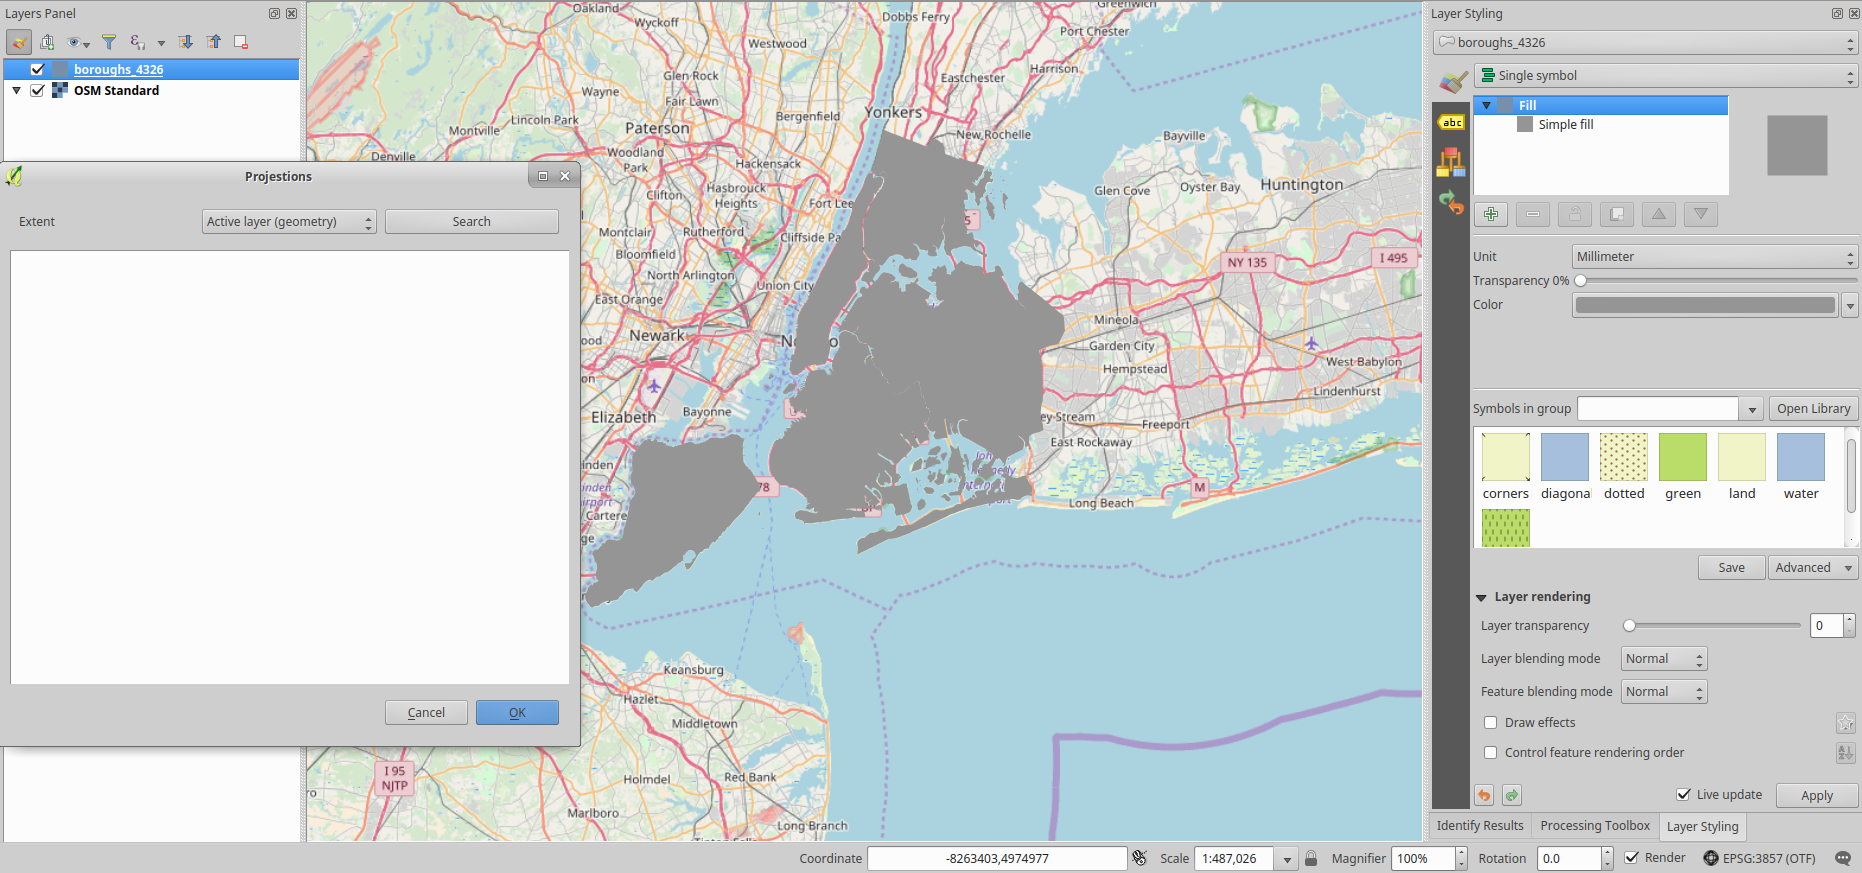 Layers Panel
boroughs_4326
OSM Standard
Projestions
Extent
Active layer (geometry)
Search
Cancel
OK
Oakland
Wyckoff
Dobbs Ferry
Greenwich
Port Chester
Westwood
Glen Rock
Eastchester
Harrison
Wayne
Fair Lawn
Lincoln Park
Bergenfield
Yonkers
Montville
Paterson
New Rochelle
Denville
Woodland
Park
Hackensack
Bayville
Clifton
Hasbrouck
Heights
Fort Lee
Glen Cove
Oyster Bay
Huntington
Montclair
Rutherford
Cliffside Pa
Bloomfield
North Arlington
NY 135
I 495
East Orange
Union City
Newark
Mineola
Garden City
West Babylon
Hempstead
Lindenhurst
Elizabeth
Bayonne
ey Stream
Freeport
East Rockaway
inden
Cartere
78
M
Long Beach
Keansburg
Hazlet
Middletown
I 95
NJTP
Holmdel
Red Bank
Marlboro
Long Branch
Layer Styling
boroughs_4326
Single symbol
abc
Fill
Simple fill
Unit
Millimeter
Transparency 0%
Color
Symbols in group
Open Library
corners
diagonal
dotted
green
land
water
Save
Advanced
Layer rendering
Layer transparency
0
Layer blending mode
Normal
Feature blending mode
Normal
Draw effects
Control feature rendering order
Live update
Apply
Identify Results
Processing Toolbox
Layer Styling
Coordinate
-8263403,4974977
Scale
1:487,026
Magnifier
100%
Rotation
0.0
Render
EPSG:3857 (OTF)